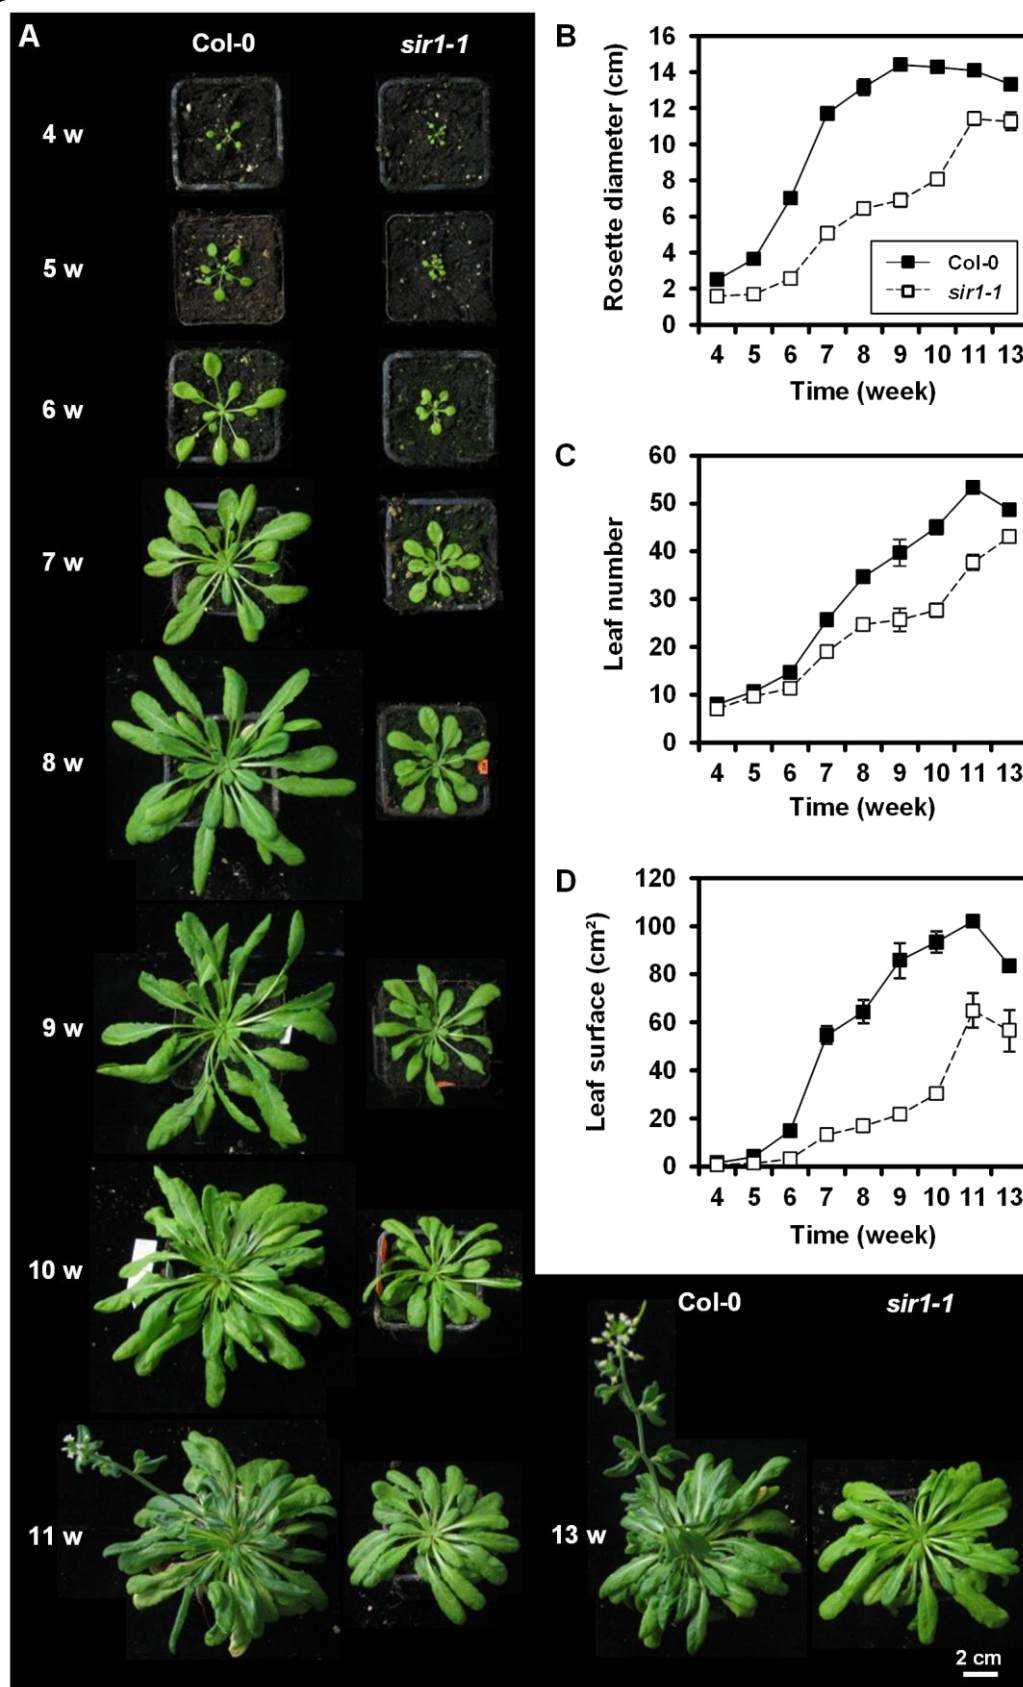 A
Col-0 sir1-1
4 w
5 w
6 w
7 w
8 w
9 w
10 w
11 w
B
16
14
12
10
8
6
4
2
0
Rosette diameter (cm)
Col-0
sir1-1
4 5 6 7 8 9 10 11 13
Time (week)
C
60
50
40
30
20
10
0
Leaf number
4 5 6 7 8 9 10 11 13
Time (week)
D
120
100
80
60
40
20
0
Leaf surface (cm²)
4 5 6 7 8 9 10 11 13
Time (week)
Col-0 sir1-1
13 w
2 cm